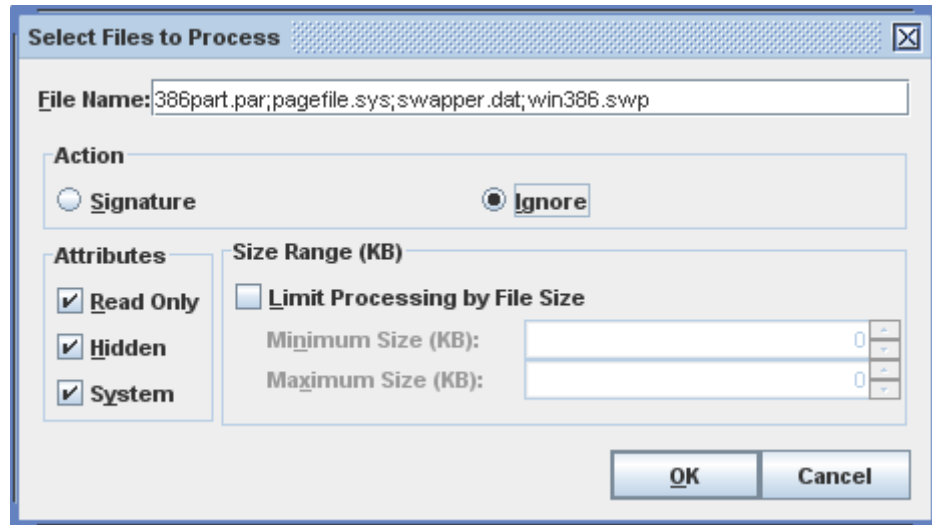 Select Files to Process
File Name: 386part.par;pagefile.sys;swapper.dat;win386.swp
Action
Signature
Ignore
Attributes
Read Only
Hidden
System
Size Range (KB)
Limit Processing by File Size
Minimum Size (KB): 0
Maximum Size (KB): 0
OK
Cancel